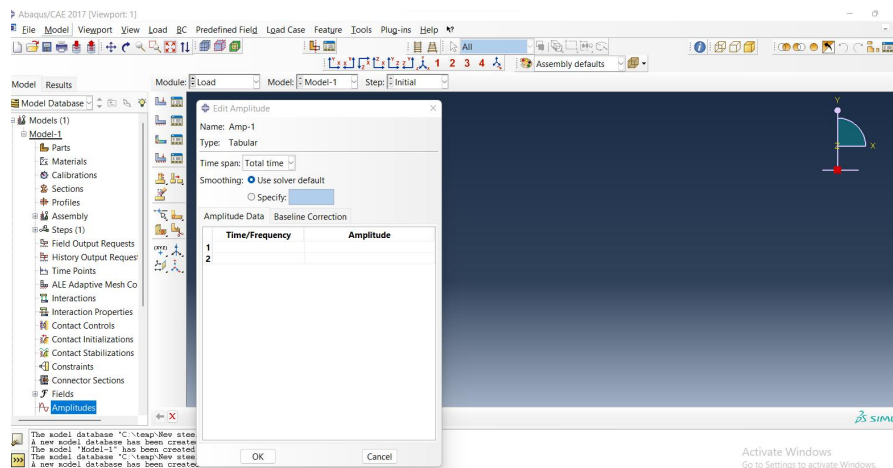 Abaqus/CAE 2017 [Viewport: 1]
File Model Viewport View Load BC Predefined Field Load Case Feature Tools Plug-ins Help
All
1 2 3 4 Assembly defaults
Model Results Module: Load Model: Model-1 Step: Initial
Model Database
Models (1)
Model-1
Parts
Materials
Calibrations
Sections
Profiles
Assembly
Steps (1)
Field Output Requests
History Output Reques
Time Points
ALE Adaptive Mesh Co
Interactions
Interaction Properties
Contact Controls
Contact Initializations
Contact Stabilizations
Constraints
Connector Sections
Fields
Amplitudes
(XYZ)
Edit Amplitude
Name: Amp-1
Type: Tabular
Time span: Total time
Smoothing: Use solver default
Specify:
Amplitude Data Baseline Correction
Time/Frequency Amplitude
1
2
OK Cancel
Y
Z X
SIMU
The model database "C:\temp\New stee
A new model database has been create
The model "Model-1" has been created
The model database "C:\temp\New stee
A new model database has been create
Activate Windows
Go to Settings to activate Windows.